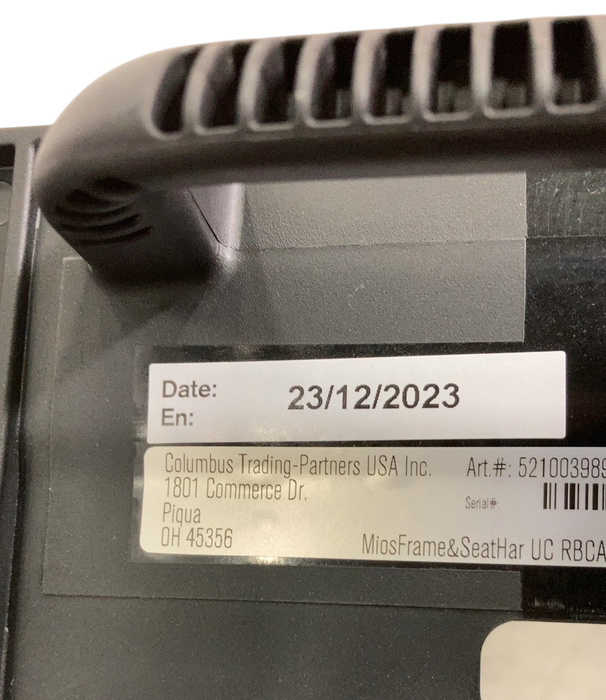 Date: 23/12/2023
En:
Columbus Trading-Partners USA Inc. Art.#: 521003989
1801 Commerce Dr. Serial#:
Piqua
OH 45356 MiosFrame&SeatHar UC RBCA